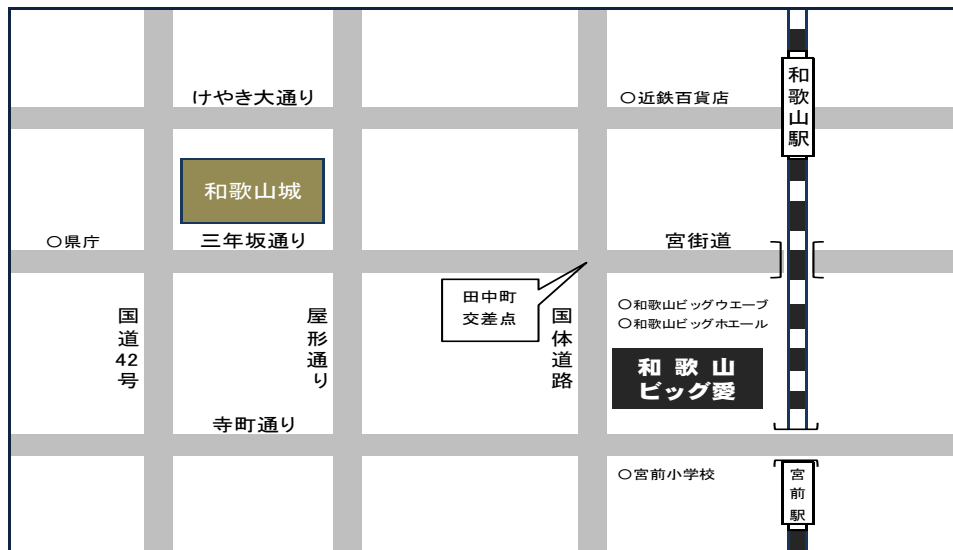 けやき大通り
○近鉄百貨店
和歌山駅
和歌山城
○県庁
三年坂通り
宮街道
田中町
交差点
国道42号
屋形通り
国体道路
○和歌山ビッグウエーブ
○和歌山ビッグホエール
和歌山
ビッグ愛
寺町通り
○宮前小学校
宮前駅